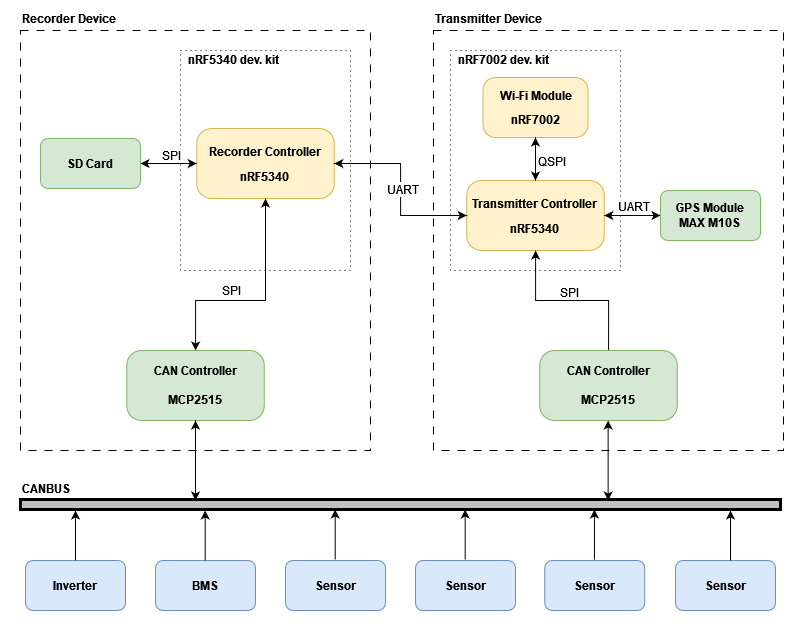 Recorder Device
Transmitter Device
nRF5340 dev. kit
nRF7002 dev. kit
Wi-Fi Module
nRF7002
SD Card
SPI
Recorder Controller
nRF5340
QSPI
UART
Transmitter Controller
nRF5340
UART
GPS Module
MAX M10S
SPI
SPI
CAN Controller
MCP2515
CAN Controller
MCP2515
CANBUS
Inverter
BMS
Sensor
Sensor
Sensor
Sensor